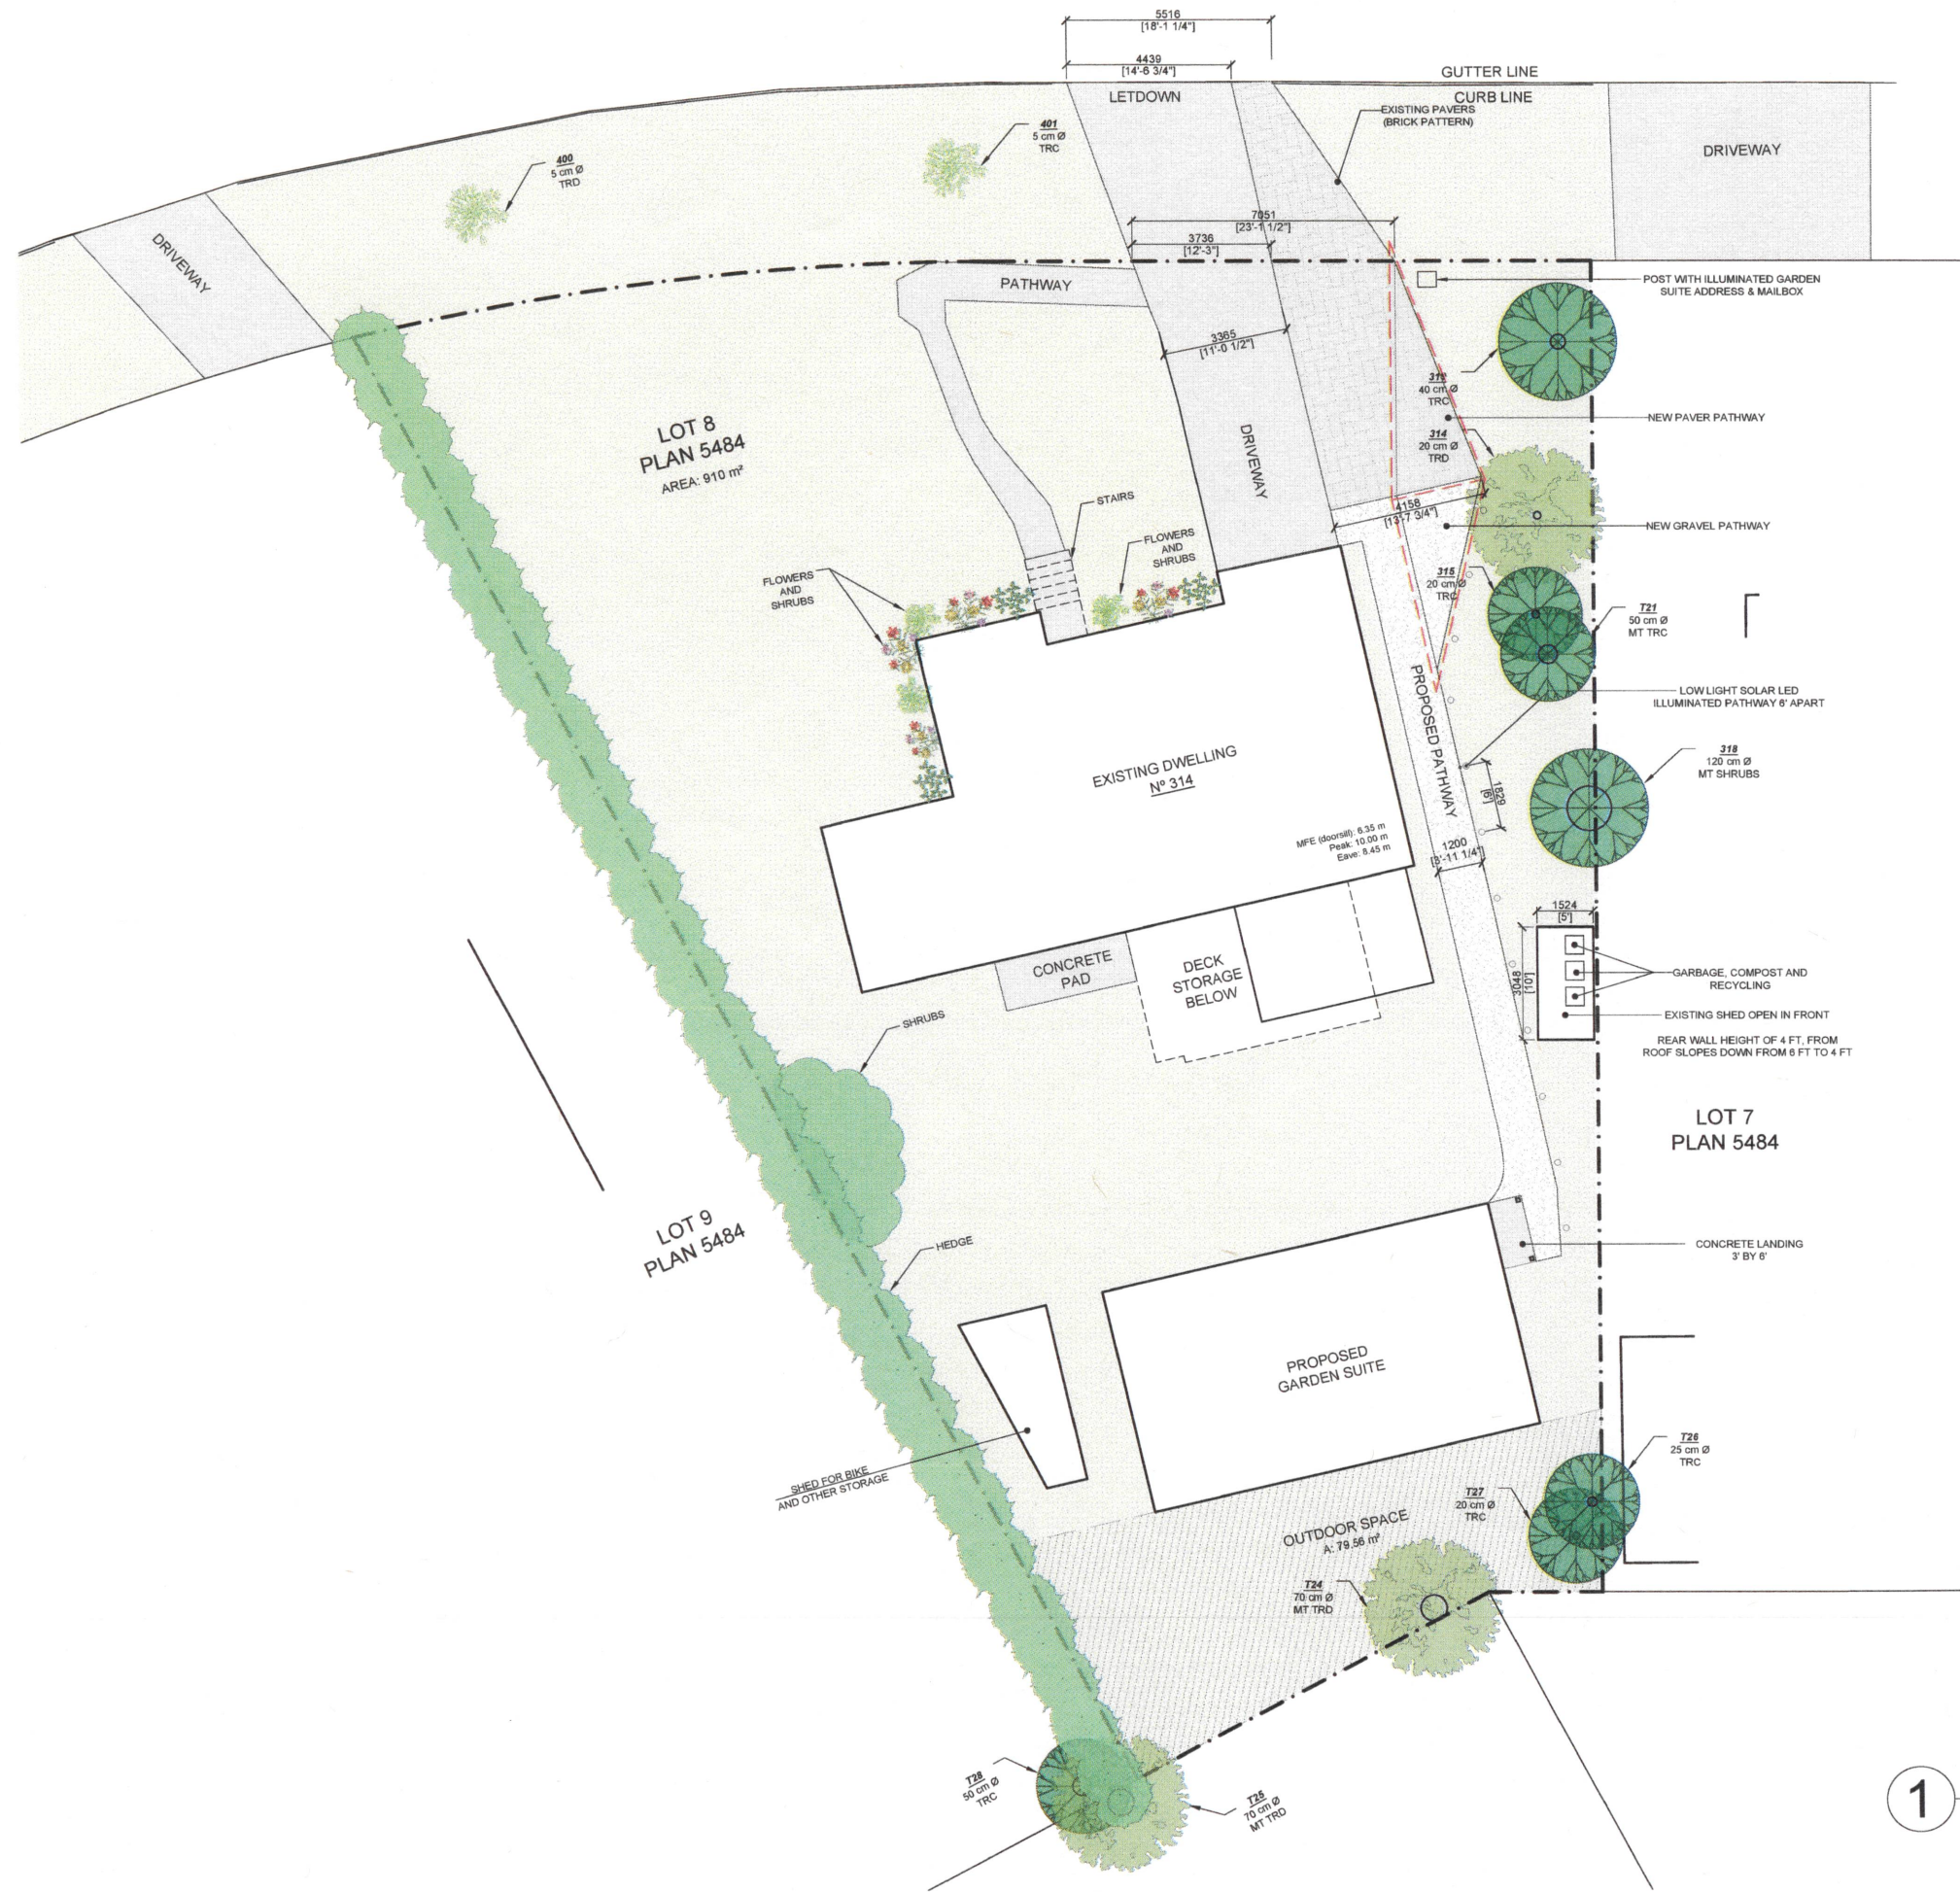 5516
[18'-1 1/4"]
4439
[14'-6 3/4"]
GUTTER LINE
LETDOWN
CURB LINE
EXISTING PAVERS
(BRICK PATTERN)
401
5 cm Ø
TRC
DRIVEWAY
400
5 cm Ø
TRD
7051
[23'-1 1/2"]
DRIVEWAY
3736
[12'-3"]
PATHWAY
POST WITH ILLUMINATED GARDEN
SUITE ADDRESS & MAILBOX
3365
[11'-0 1/2"]
40 cm Ø
TRC
LOT 8
PLAN 5484
AREA: 910 m²
NEW PAVER PATHWAY
314
20 cm Ø
TRD
DRIVEWAY
STAIRS
4158
[13'-7 3/4"]
NEW GRAVEL PATHWAY
FLOWERS
AND
SHRUBS
FLOWERS
AND
SHRUBS
315
20 cm Ø
TRC
T21
50 cm Ø
MT TRC
PROPOSED PATHWAY
LOW LIGHT SOLAR LED
ILLUMINATED PATHWAY 6' APART
EXISTING DWELLING
Nº 314
318
120 cm Ø
MT SHRUBS
1829
[6']
MFE (doorsill): 6.35 m
Peak: 10.00 m
Eave: 8.45 m
1200
[3'-11 1/4"]
1524
[5']
CONCRETE
PAD
DECK
STORAGE
BELOW
3048
[10']
GARBAGE, COMPOST AND
RECYCLING
EXISTING SHED OPEN IN FRONT
SHRUBS
REAR WALL HEIGHT OF 4 FT, FROM
ROOF SLOPES DOWN FROM 6 FT TO 4 FT
LOT 7
PLAN 5484
LOT 9
PLAN 5484
HEDGE
CONCRETE LANDING
3' BY 6'
PROPOSED
GARDEN SUITE
SHED FOR BIKE
AND OTHER STORAGE
T26
25 cm Ø
TRC
T27
20 cm Ø
TRC
OUTDOOR SPACE
A: 79.56 m²
T24
70 cm Ø
MT TRD
T28
50 cm Ø
TRC
T25
70 cm Ø
MT TRD
1